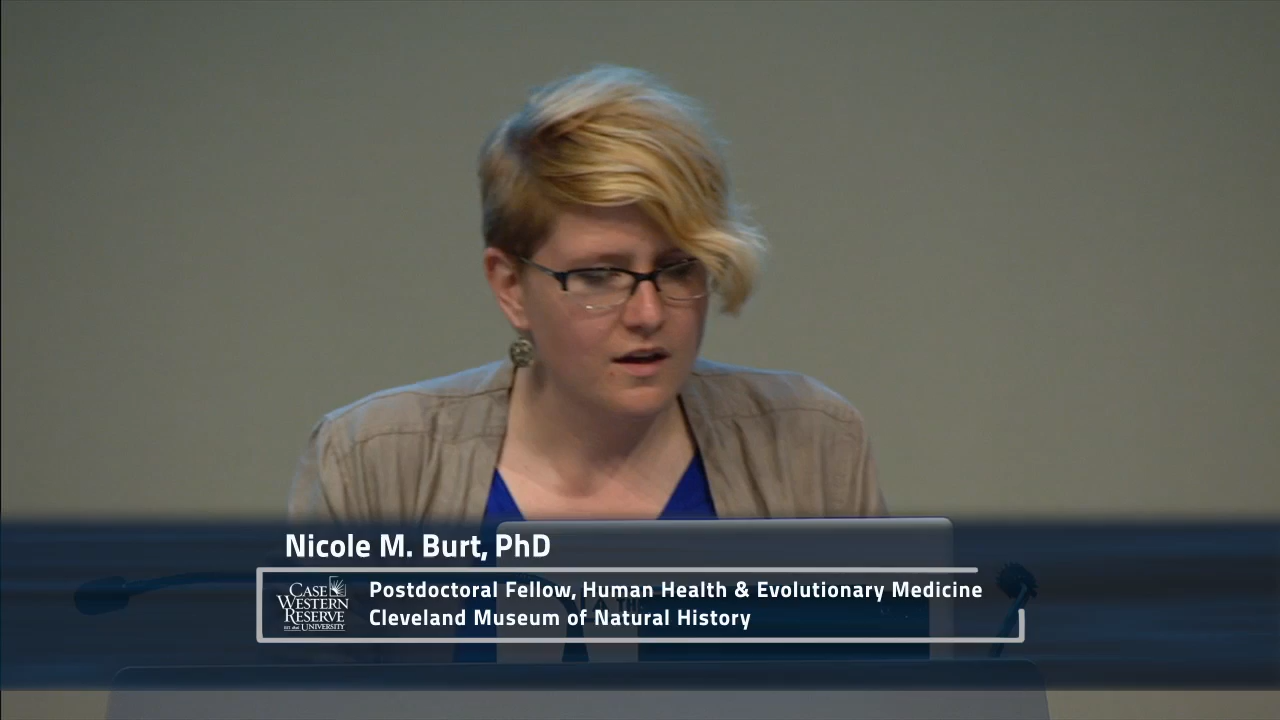 Nicole M. Burt, PhD
CASE
WESTERN
RESERVE
UNIVERSITY
Postdoctoral Fellow, Human Health & Evolutionary Medicine
Cleveland Museum of Natural History